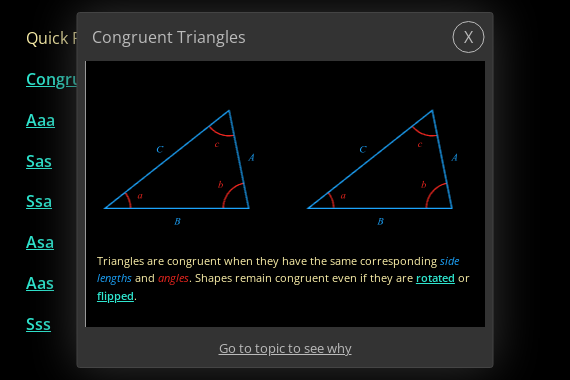 Quick
Congruent Triangles
X
Aaa
Sas
Ssa
Asa
Aas
Sss
C
c
A
a
b
B
C
c
A
a
b
B
Triangles are congruent when they have the same corresponding side
lengths and angles. Shapes remain congruent even if they are rotated or
flipped.
Go to topic to see why